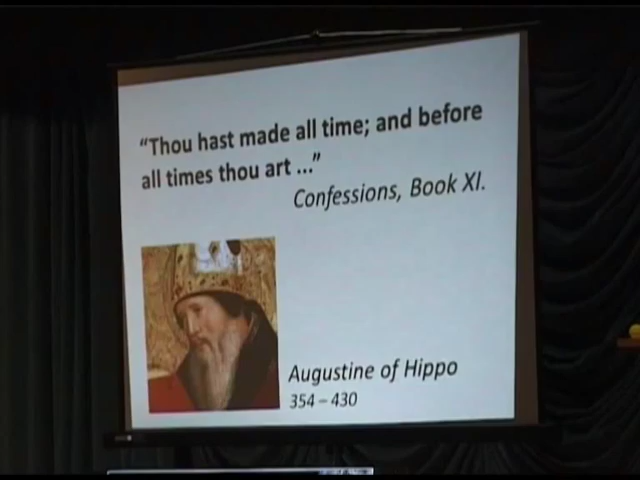 “Thou hast made all time; and before
all times thou art ...”
Confessions, Book XI.
Augustine of Hippo
354 – 430